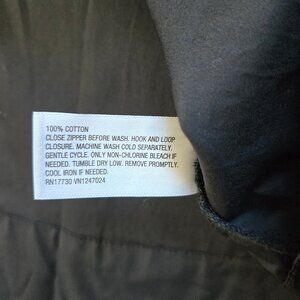 100% COTTON
CLOSE ZIPPER BEFORE WASH. HOOK AND LOOP
CLOSURE. MACHINE WASH COLD SEPARATELY.
GENTLE CYCLE. ONLY NON-CHLORINE BLEACH IF
NEEDED. TUMBLE DRY LOW. REMOVE PROMPTLY.
COOL IRON IF NEEDED.
RN17730 VN1247024